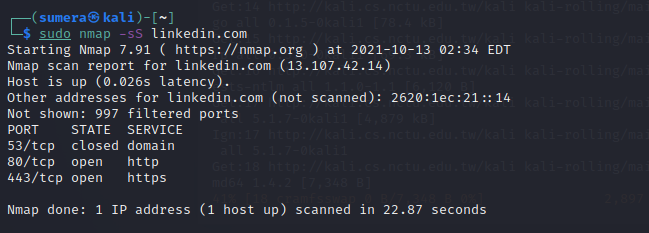 (sumera㉿kali)-[~]
$ sudo nmap -sS linkedin.com
Starting Nmap 7.91 ( https://nmap.org ) at 2021-10-13 02:34 EDT
Nmap scan report for linkedin.com (13.107.42.14)
Host is up (0.026s latency).
Other addresses for linkedin.com (not scanned): 2620:1ec:21::14
Not shown: 997 filtered ports
PORT    STATE  SERVICE
53/tcp  closed domain
80/tcp  open   http
443/tcp open   https
Nmap done: 1 IP address (1 host up) scanned in 22.87 seconds